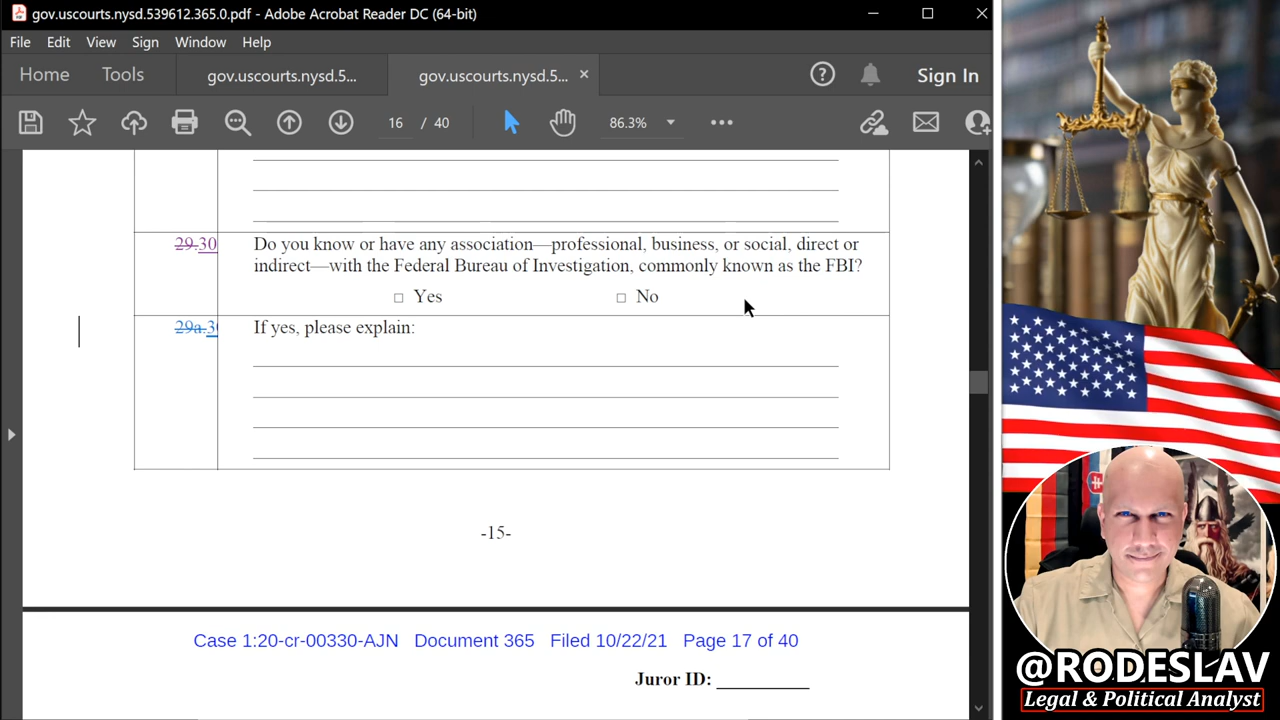 gov.uscourts.nysd.539612.365.0.pdf - Adobe Acrobat Reader DC (64-bit)
File Edit View Sign Window Help
Home Tools gov.uscourts.nysd.5... gov.uscourts.nysd.5... × ? Sign In
16 / 40 86.3%
29.30 Do you know or have any association—professional, business, or social, direct or
indirect—with the Federal Bureau of Investigation, commonly known as the FBI?
□ Yes □ No
29a.30 If yes, please explain:
-15-
Case 1:20-cr-00330-AJN Document 365 Filed 10/22/21 Page 17 of 40
Juror ID: __________
@RODESLAV
Legal & Political Analyst